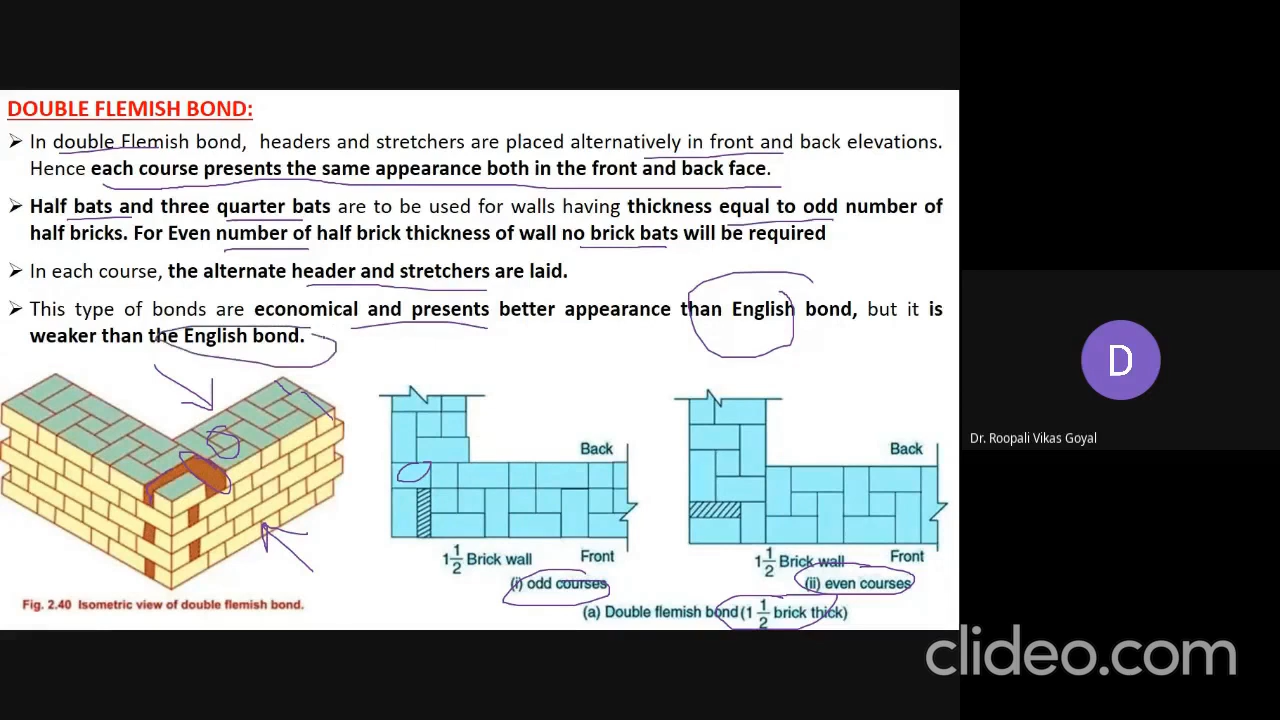 DOUBLE FLEMISH BOND:
➢ In double Flemish bond, headers and stretchers are placed alternatively in front and back elevations.
Hence each course presents the same appearance both in the front and back face.
➢ Half bats and three quarter bats are to be used for walls having thickness equal to odd number of
half bricks. For Even number of half brick thickness of wall no brick bats will be required
➢ In each course, the alternate header and stretchers are laid.
➢ This type of bonds are economical and presents better appearance than English bond, but it is
weaker than the English bond.
Back
1 1/2 Brick wall
Front
(i) odd courses
Back
1 1/2 Brick wall
Front
(ii) even courses
(a) Double flemish bond (1 1/2 brick thick)
Fig. 2.40 Isometric view of double flemish bond.
D
Dr. Roopali Vikas Goyal
clideo.com